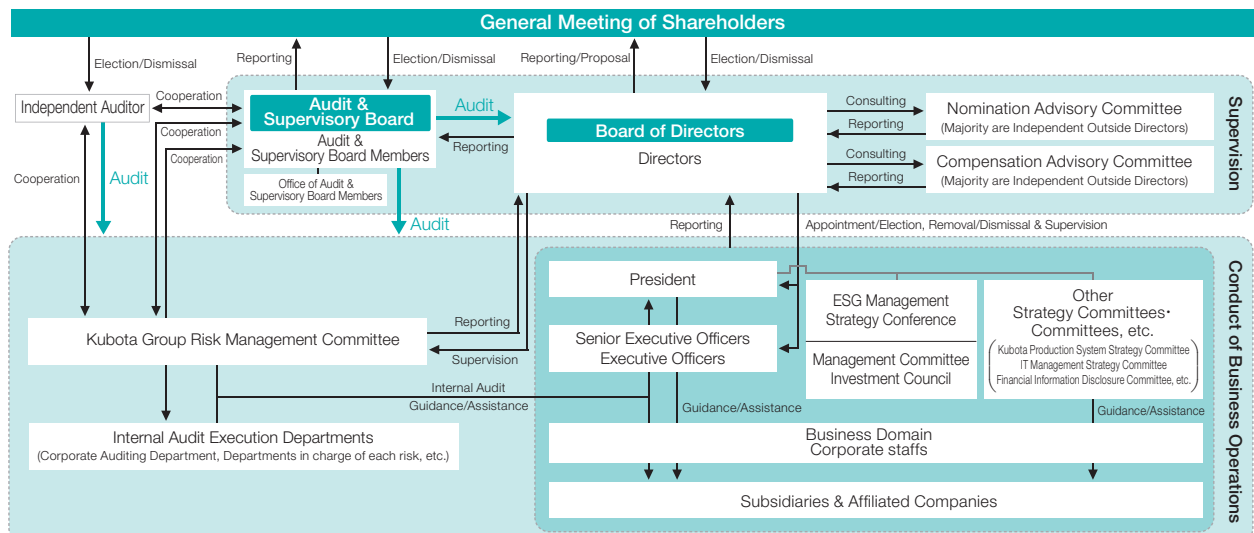 General Meeting of Shareholders
Election/Dismissal
Reporting
Election/Dismissal
Reporting/Proposal
Election/Dismissal
Independent Auditor
Cooperation
Cooperation
Cooperation
Audit &
Supervisory Board
Audit &
Supervisory Board Members
Office of Audit &
Supervisory Board Members
Audit
Reporting
Board of Directors
Directors
Consulting
Reporting
Nomination Advisory Committee
(Majority are Independent Outside Directors)
Consulting
Reporting
Compensation Advisory Committee
(Majority are Independent Outside Directors)
Supervision
Cooperation
Audit
Audit
Reporting
Appointment/Election, Removal/Dismissal & Supervision
Kubota Group Risk Management Committee
Reporting
Supervision
Internal Audit
Guidance/Assistance
Internal Audit Execution Departments
(Corporate Auditing Department, Departments in charge of each risk, etc.)
President
Senior Executive Officers
Executive Officers
ESG Management
Strategy Conference
Management Committee
Investment Council
Other
Strategy Committees・
Committees, etc.
(Kubota Production System Strategy Committee
IT Management Strategy Committee
Financial Information Disclosure Committee, etc.)
Guidance/Assistance
Guidance/Assistance
Business Domain
Corporate staffs
Subsidiaries & Affiliated Companies
Conduct of Business Operations